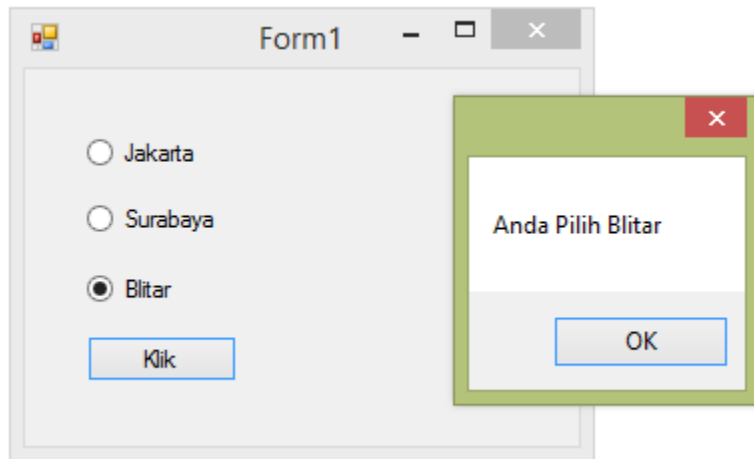 Form1
Jakarta
Surabaya
Blitar
Klik
Anda Pilih Blitar
OK